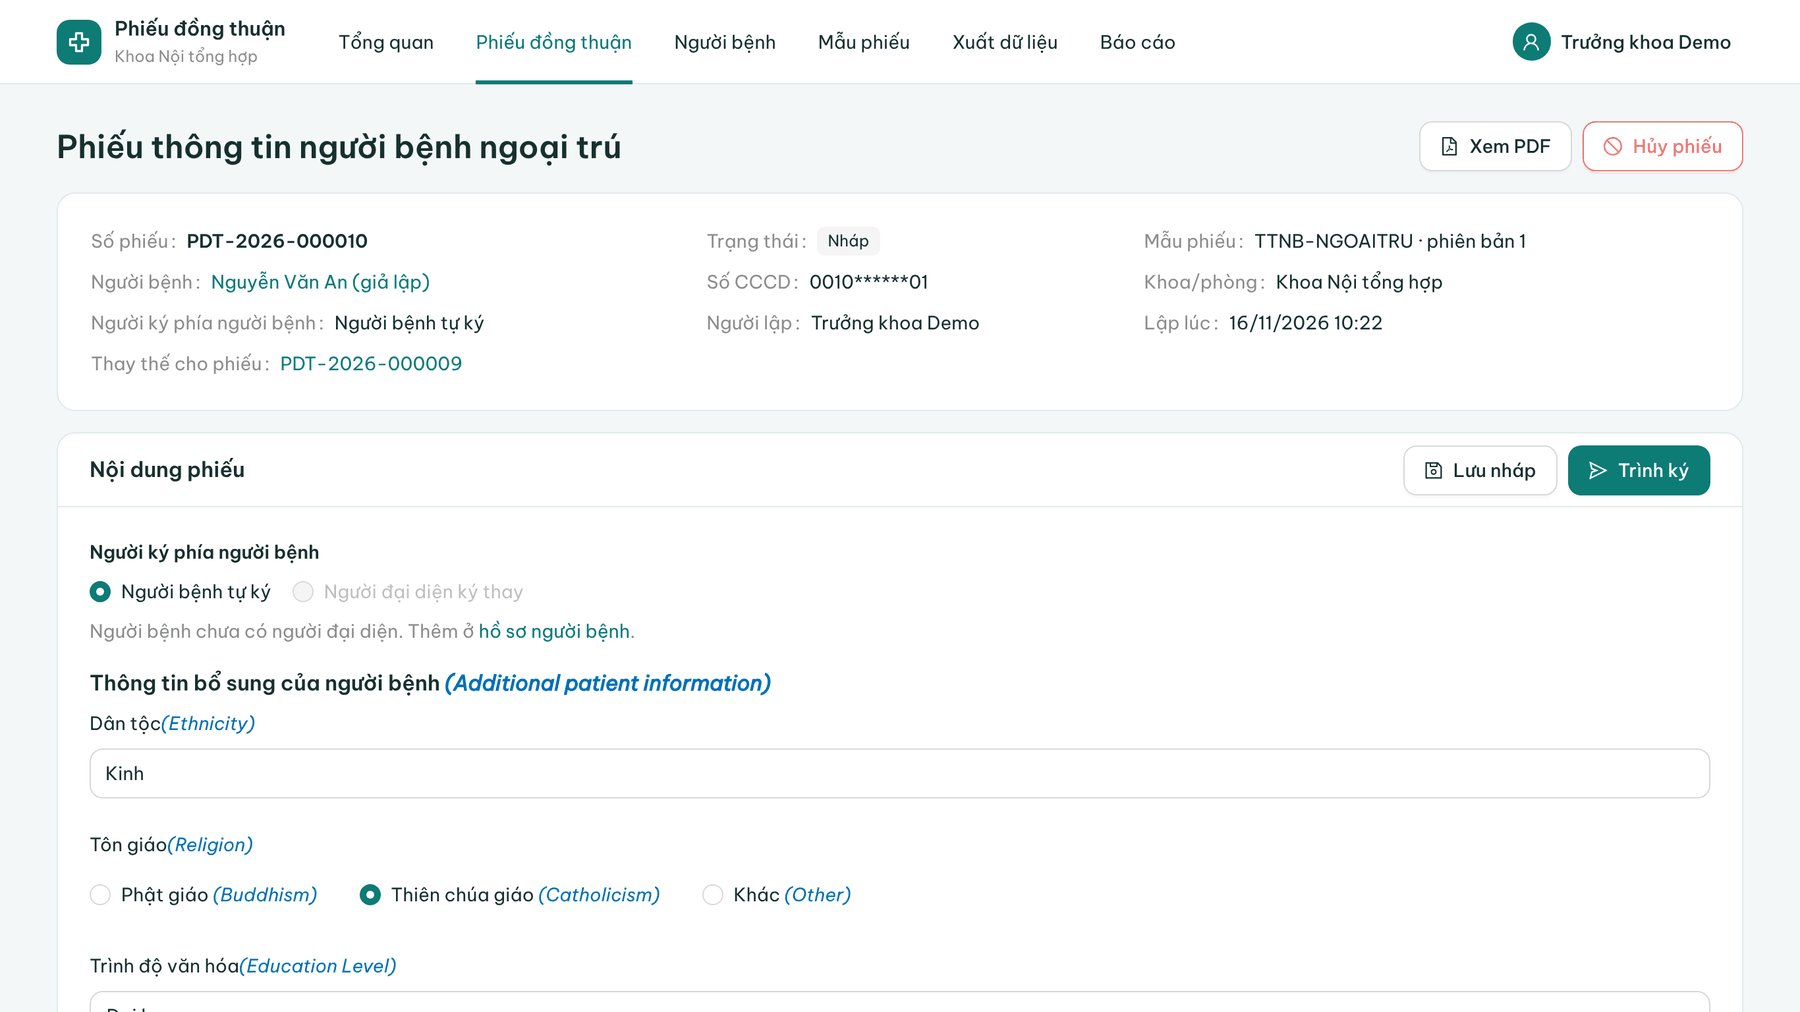 Phiếu đồng thuận
Khoa Nội tổng hợp
Tổng quan
Phiếu đồng thuận
Người bệnh
Mẫu phiếu
Xuất dữ liệu
Báo cáo
Trưởng khoa Demo
Phiếu thông tin người bệnh ngoại trú
Xem PDF
Hủy phiếu
Số phiếu: PDT-2026-000010
Trạng thái: Nháp
Mẫu phiếu: TTNB-NGOAITRU · phiên bản 1
Người bệnh: Nguyễn Văn An (giả lập)
Số CCCD: 0010******01
Khoa/phòng: Khoa Nội tổng hợp
Người ký phía người bệnh: Người bệnh tự ký
Người lập: Trưởng khoa Demo
Lập lúc: 16/11/2026 10:22
Thay thế cho phiếu: PDT-2026-000009
Nội dung phiếu
Lưu nháp
Trình ký
Người ký phía người bệnh
Người bệnh tự ký
Người đại diện ký thay
Người bệnh chưa có người đại diện. Thêm ở hồ sơ người bệnh.
Thông tin bổ sung của người bệnh (Additional patient information)
Dân tộc(Ethnicity)
Kinh
Tôn giáo(Religion)
Phật giáo (Buddhism)
Thiên chúa giáo (Catholicism)
Khác (Other)
Trình độ văn hóa(Education Level)